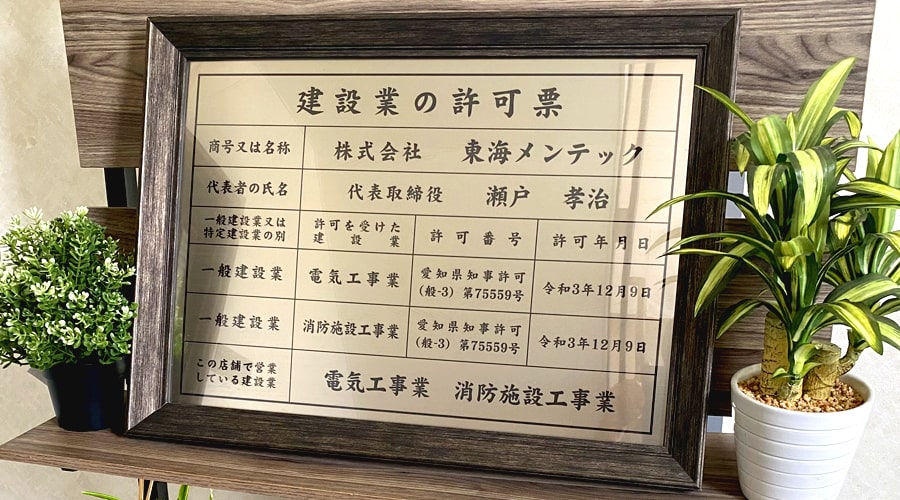 建設業の許可票
商号又は名称 株式会社 東海メンテック
代表者の氏名 代表取締役 瀬戸 孝治
一般建設業又は
特定建設業の別
許可を受けた
建設業
許可番号
許可年月日
一般建設業
電気工事業
愛知県知事許可
(般-3) 第75559号
令和3年12月9日
一般建設業
消防施設工事業
愛知県知事許可
(般-3) 第75559号
令和3年12月9日
この店舗で営業
している建設業
電気工事業 消防施設工事業